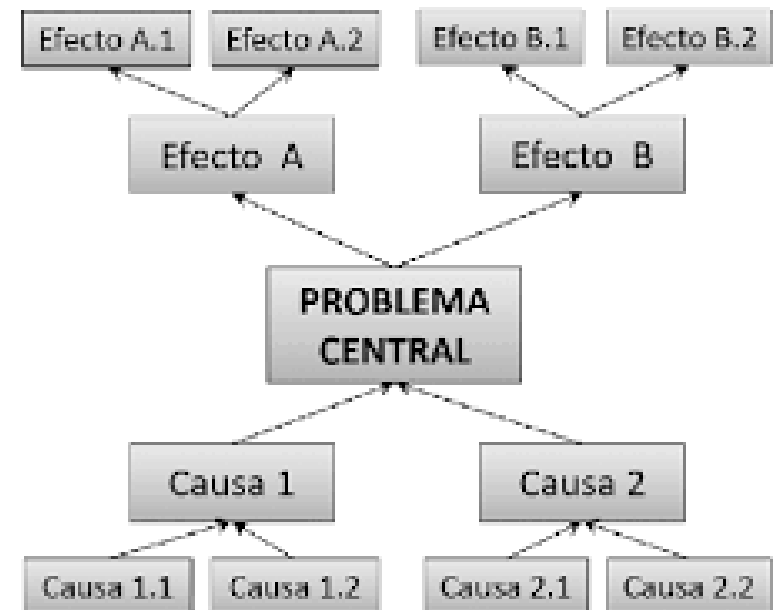 Efecto A.1
Efecto A.2
Efecto B.1
Efecto B.2
Efecto A
Efecto B
PROBLEMA
CENTRAL
Causa 1
Causa 2
Causa 1.1
Causa 1.2
Causa 2.1
Causa 2.2